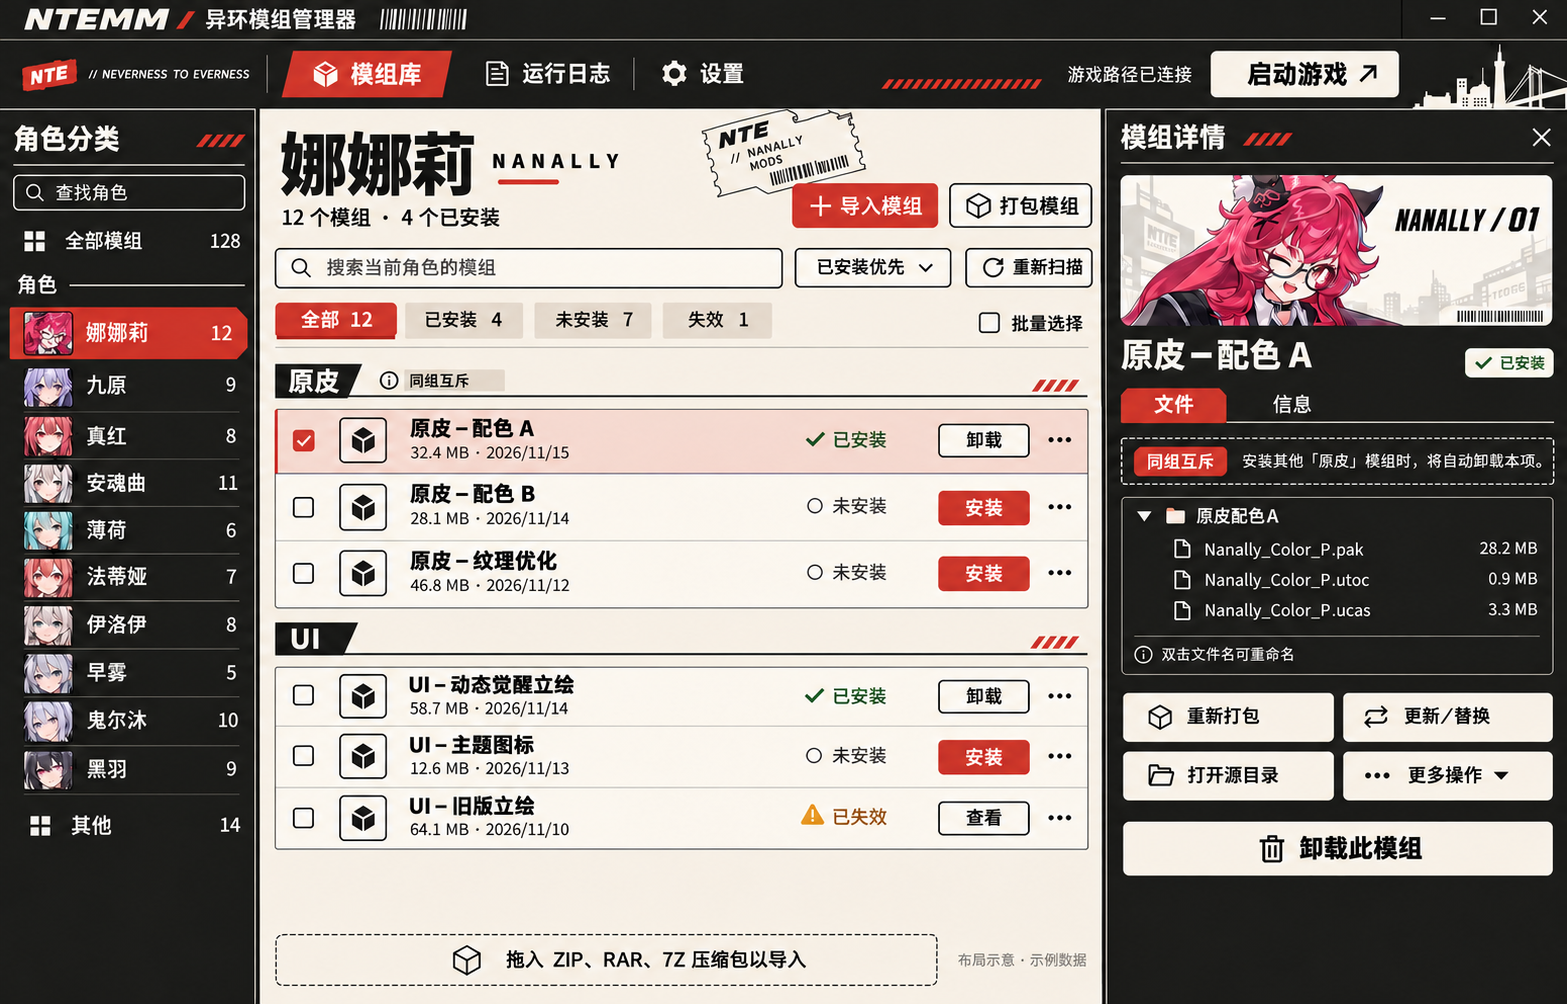 NTEMM / 异环模组管理器
NTE // NEVERNESS TO EVERNESS
模组库
运行日志
设置
游戏路径已连接
启动游戏
角色分类
查找角色
全部模组 128
角色
娜娜莉 12
九原 9
真红 8
安魂曲 11
薄荷 6
法蒂娅 7
伊洛伊 8
早雾 5
鬼尔沐 10
黑羽 9
其他 14
娜娜莉 NANALLY
12 个模组 · 4 个已安装
NTE
// NANALLY
MODS
导入模组
打包模组
搜索当前角色的模组
已安装优先
重新扫描
全部 12
已安装 4
未安装 7
失效 1
批量选择
原皮
同组互斥
原皮 – 配色 A
32.4 MB · 2026/11/15
已安装
卸载
原皮 – 配色 B
28.1 MB · 2026/11/14
未安装
安装
原皮 – 纹理优化
46.8 MB · 2026/11/12
未安装
安装
UI
UI – 动态觉醒立绘
58.7 MB · 2026/11/14
已安装
卸载
UI – 主题图标
12.6 MB · 2026/11/13
未安装
安装
UI – 旧版立绘
64.1 MB · 2026/11/10
已失效
查看
拖入 ZIP、RAR、7Z 压缩包以导入
布局示意 · 示例数据
模组详情
NTE
NANALLY / 01
原皮 – 配色 A
已安装
文件
信息
同组互斥 安装其他「原皮」模组时，将自动卸载本项。
原皮配色A
Nanally_Color_P.pak 28.2 MB
Nanally_Color_P.utoc 0.9 MB
Nanally_Color_P.ucas 3.3 MB
双击文件名可重命名
重新打包
更新/替换
打开源目录
更多操作
卸载此模组